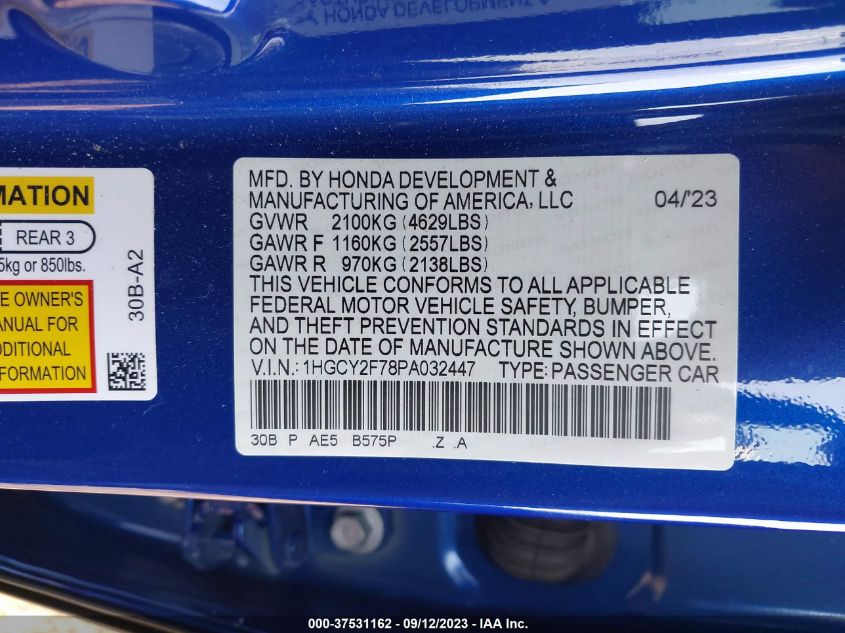 MATION
REAR 3
5kg or 850lbs.
E OWNER'S
ANUAL FOR
DDITIONAL
FORMATION
30B-A2
MFD. BY HONDA DEVELOPMENT &
MANUFACTURING OF AMERICA, LLC 04/'23
GVWR 2100KG (4629LBS)
GAWR F 1160KG (2557LBS)
GAWR R 970KG (2138LBS)
THIS VEHICLE CONFORMS TO ALL APPLICABLE
FEDERAL MOTOR VEHICLE SAFETY, BUMPER,
AND THEFT PREVENTION STANDARDS IN EFFECT
ON THE DATE OF MANUFACTURE SHOWN ABOVE.
V.I.N.: 1HGCY2F78PA032447 TYPE: PASSENGER CAR
30B P AE5 B575P .Z .A
000-37531162 - 09/12/2023 - IAA Inc.